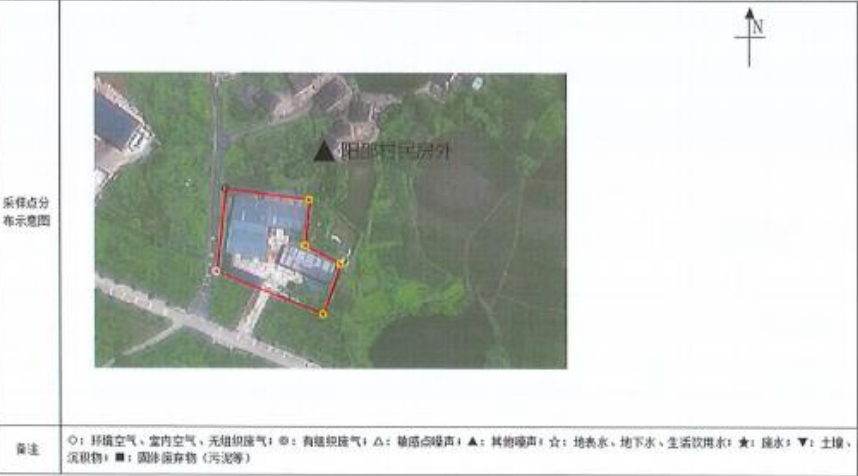 N
阳邵村民房外
采样点分
布示意图
备注
○：环境空气、室内空气、无组织废气；◎：有组织废气；△：敏感点噪声；▲：其他噪声；☆：地表水、地下水、生活饮用水；★：废水；▼：土壤、
沉积物；■：固体废弃物（污泥等）